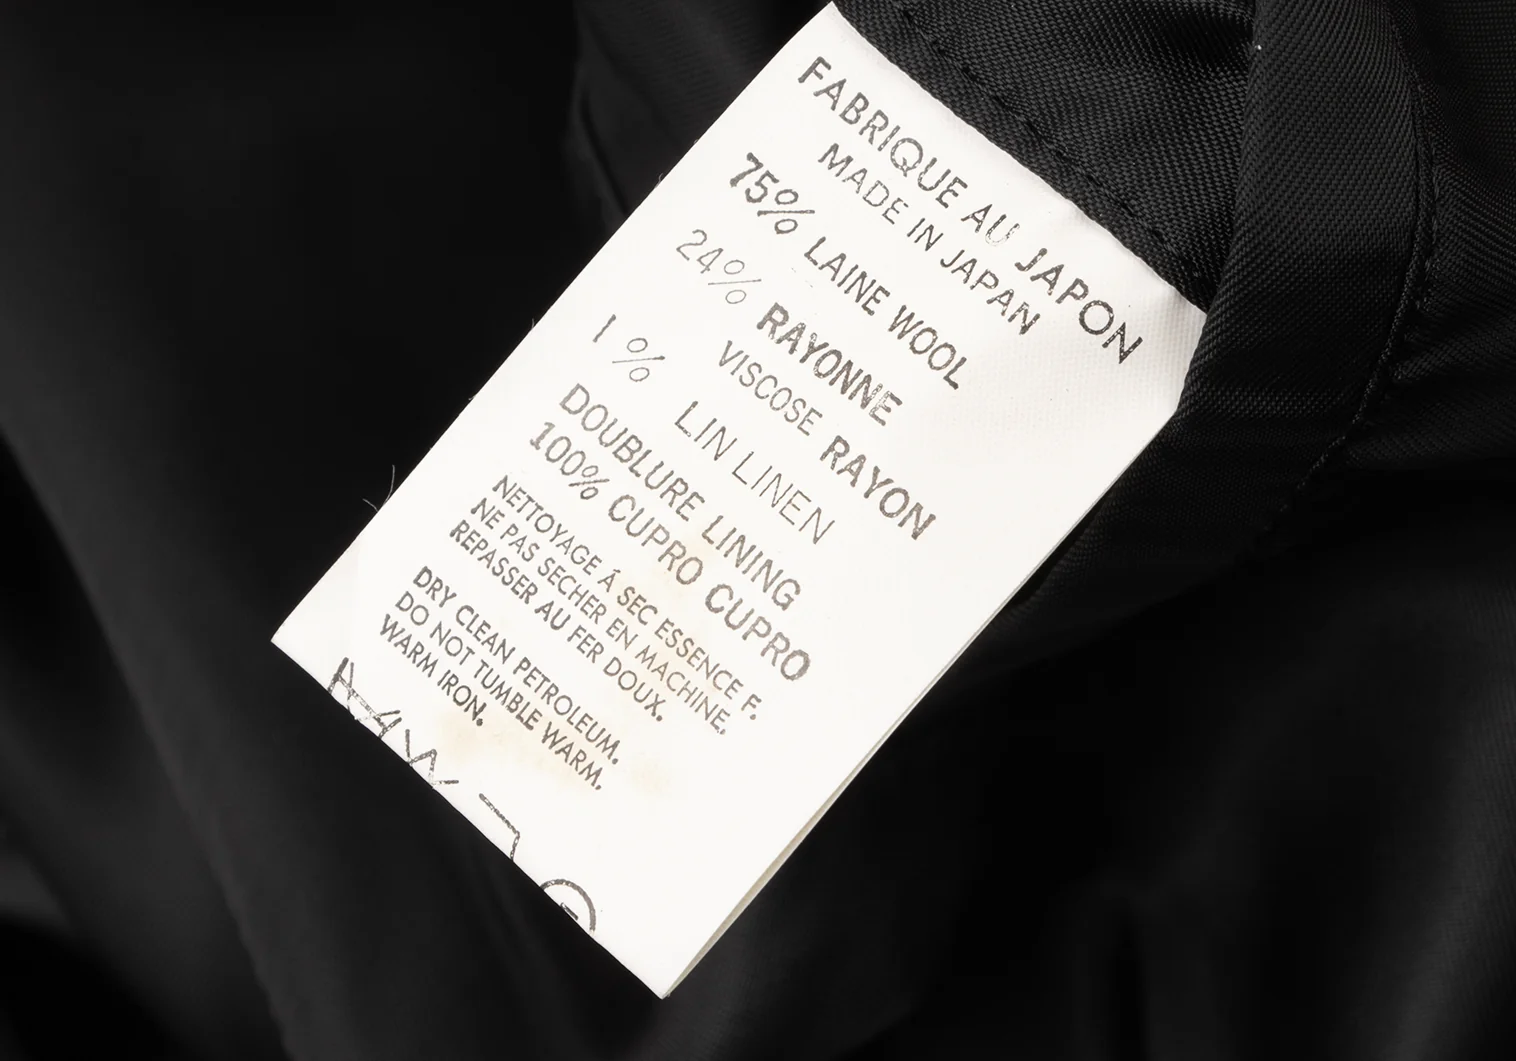 FABRIQUE AU JAPON
MADE IN JAPAN
75% LAINE WOOL
24% RAYONNE
VISCOSE RAYON
1% LIN LINEN
DOUBLURE LINING
100% CUPRO CUPRO
NETTOYAGE Á SEC ESSENCE F.
NE PAS SECHER EN MACHINE.
REPASSER AU FER DOUX.
DRY CLEAN PETROLEUM.
DO NOT TUMBLE WARM.
WARM IRON.